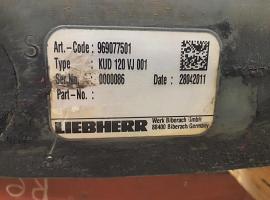 Art.-Code : 969077501
Type : KUD 120 VJ 001
Ser.No. : 0000086 Date : 28042011
Part-No. :
LIEBHERR
Werk Biberach GmbH
88400 Biberach/Germany